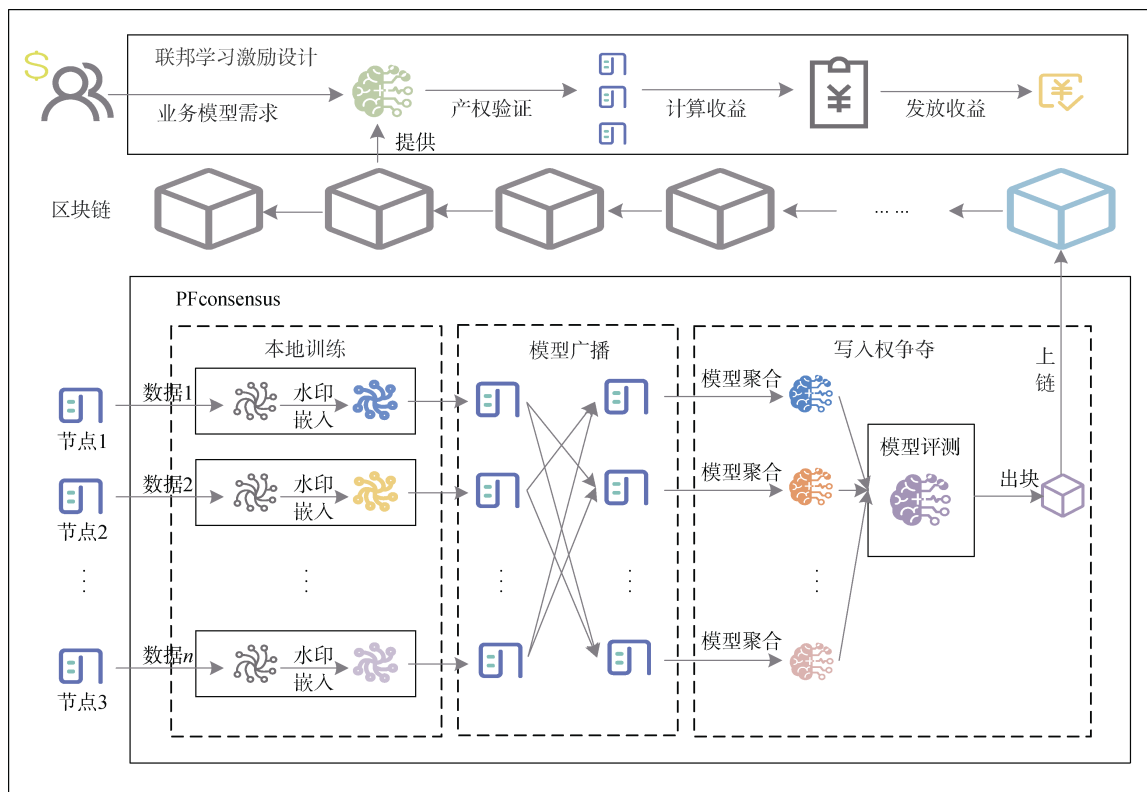 联邦学习激励设计
$
业务模型需求
产权验证
计算收益
¥
发放收益
¥
提供
区块链
... ...
PFconsensus
本地训练
模型广播
写入权争夺
上链
数据1
水印
嵌入
模型聚合
节点1
模型评测
数据2
水印
嵌入
模型聚合
出块
节点2
数据n
水印
嵌入
模型聚合
节点3